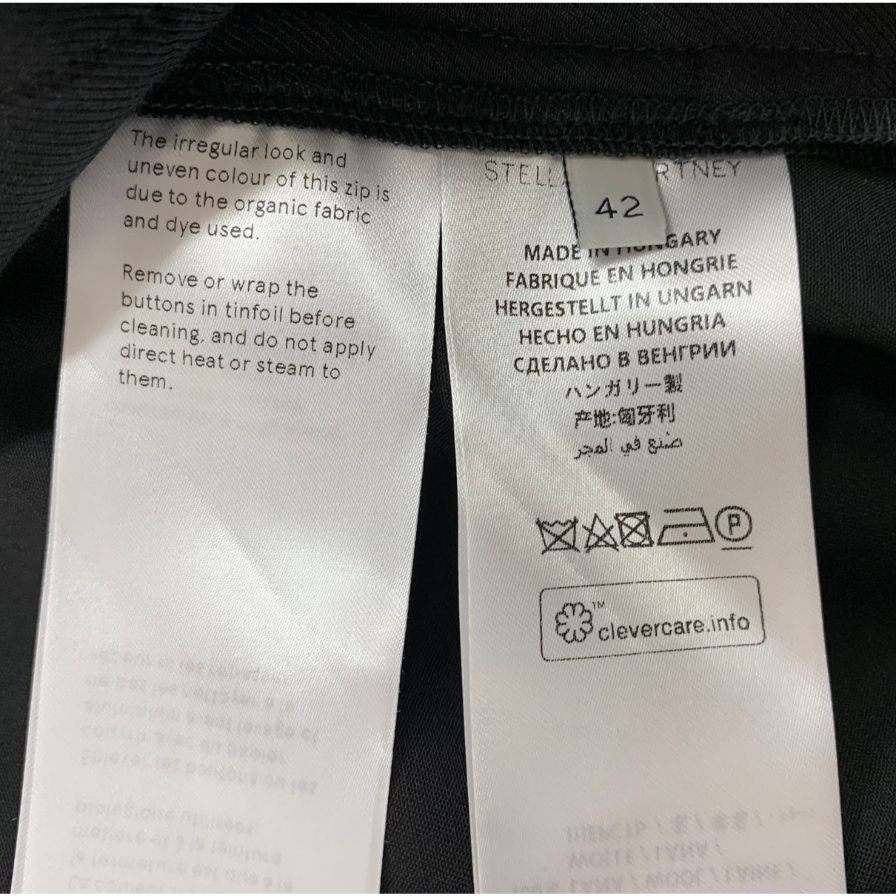 The irregular look and
uneven colour of this zip is
due to the organic fabric
and dye used.
Remove or wrap the
buttons in tinfoil before
cleaning, and do not apply
direct heat or steam to
them.
42
MADE IN HUNGARY
FABRIQUE EN HONGRIE
HERGESTELLT IN UNGARN
HECHO EN HUNGRIA
СДЕЛАНО В ВЕНГРИИ
ハンガリー製
产地:匈牙利
صُنع في المجر
P
clevercare.info
TM